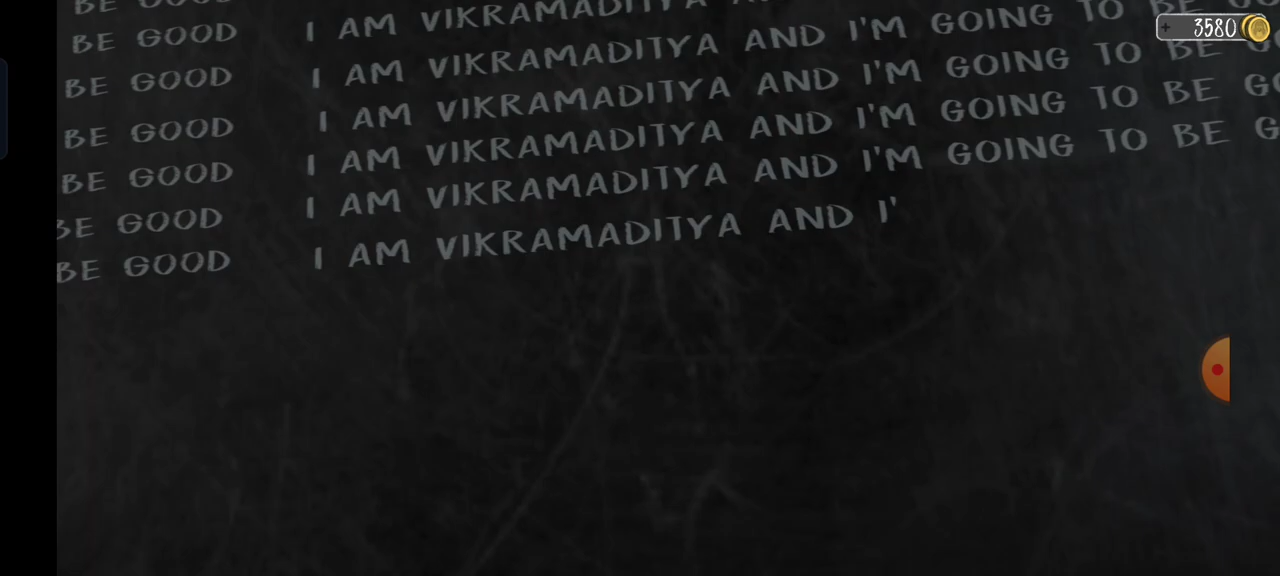 BE GOOD I AM VIKRAMADITYA
3580
BE GOOD I AM VIKRAMADITYA AND I'M GOING TO BE
BE GOOD I AM VIKRAMADITYA AND I'M GOING TO BE
BE GOOD I AM VIKRAMADITYA AND I'M GOING TO BE
BE GOOD I AM VIKRAMADITYA AND I'M GOING TO BE G
BE GOOD I AM VIKRAMADITYA AND I'
BE GOOD